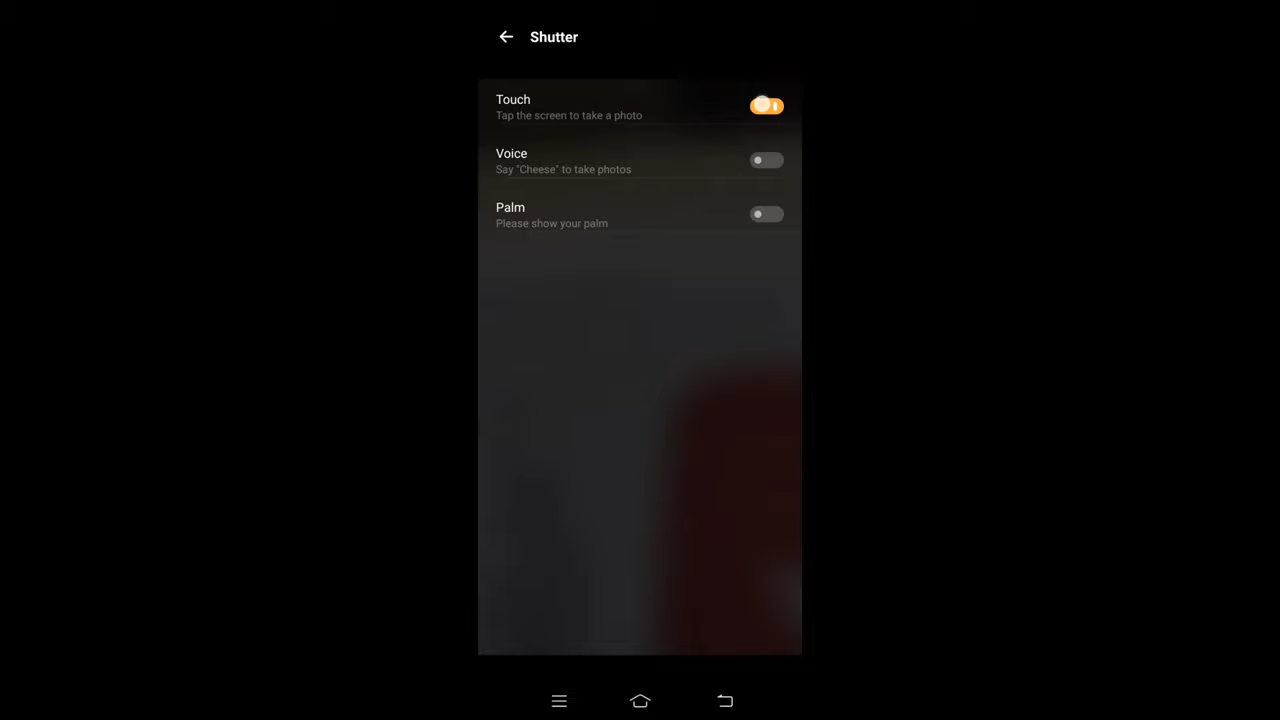 Shutter
Touch
Tap the screen to take a photo
Voice
Say "Cheese" to take photos
Palm
Please show your palm